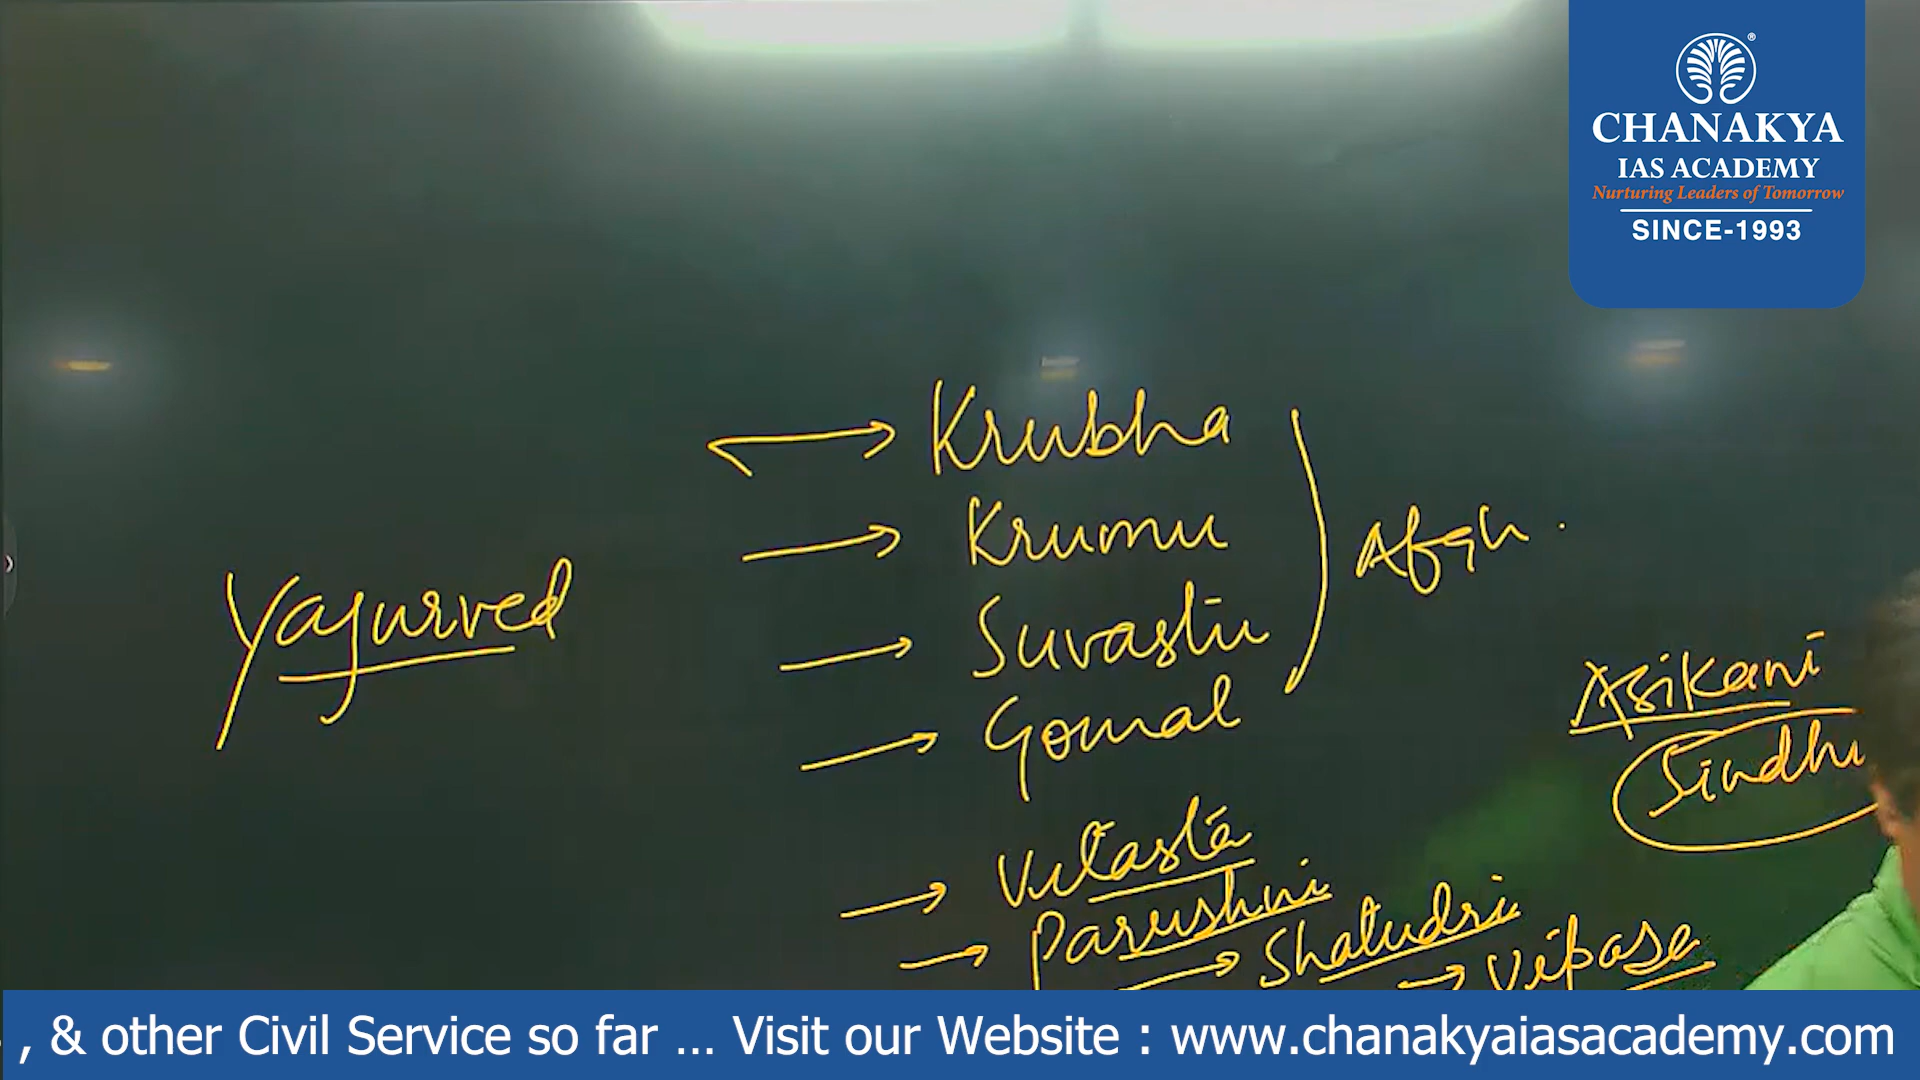 CHANAKYA
IAS ACADEMY
Nurturing Leaders of Tomorrow
SINCE-1993
Krubha
Krumu
Afgh.
Yajurved
Suvastu
Gomal
Asikani
Sindhu
Vitasta
Parushni
Shatudri
Vipasa
, & other Civil Service so far ... Visit our Website : www.chanakyaiasacademy.com